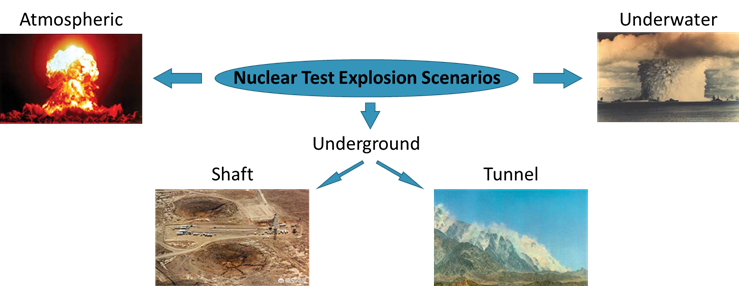 Atmospheric
Underwater
Nuclear Test Explosion Scenarios
Underground
Shaft
Tunnel